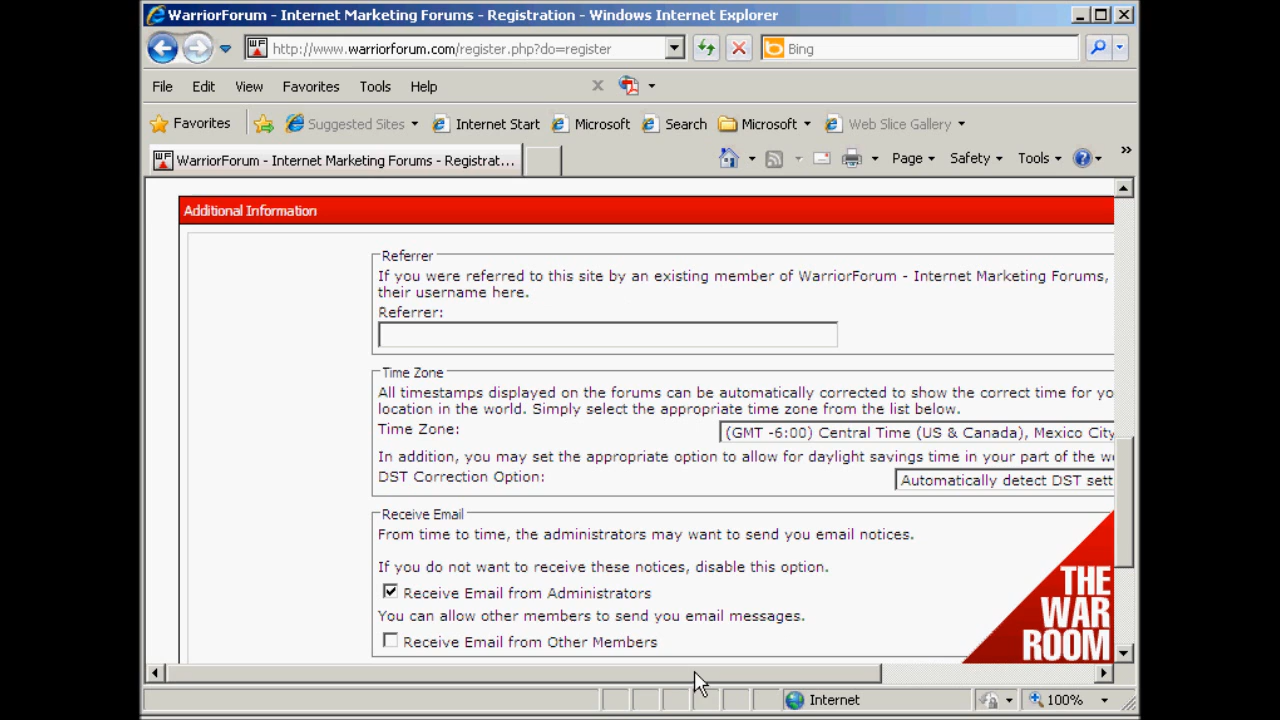 WarriorForum - Internet Marketing Forums - Registration - Windows Internet Explorer
http://www.warriorforum.com/register.php?do=register
Bing
File Edit View Favorites Tools Help
Favorites Suggested Sites Internet Start Microsoft Search Microsoft Web Slice Gallery
WarriorForum - Internet Marketing Forums - Registrat...
Page Safety Tools
Additional Information
Referrer
If you were referred to this site by an existing member of WarriorForum - Internet Marketing Forums,
their username here.
Referrer:
Time Zone
All timestamps displayed on the forums can be automatically corrected to show the correct time for yo
location in the world. Simply select the appropriate time zone from the list below.
Time Zone: (GMT -6:00) Central Time (US & Canada), Mexico City
In addition, you may set the appropriate option to allow for daylight savings time in your part of the w
DST Correction Option: Automatically detect DST sett
Receive Email
From time to time, the administrators may want to send you email notices.
If you do not want to receive these notices, disable this option.
Receive Email from Administrators
You can allow other members to send you email messages.
Receive Email from Other Members
THE
WAR
ROOM
Internet 100%